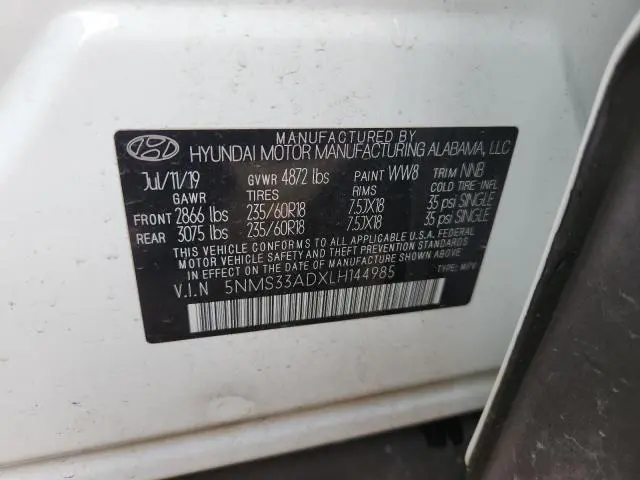 MANUFACTURED BY
HYUNDAI MOTOR MANUFACTURING ALABAMA, LLC
Jul/11/19 GVWR 4872 lbs PAINT WW8 TRIM NNB
GAWR TIRES RIMS COLD TIRE INFL
FRONT 2866 lbs 235/60R18 7.5JX18 35 psi SINGLE
REAR 3075 lbs 235/60R18 7.5JX18 35 psi SINGLE
THIS VEHICLE CONFORMS TO ALL APPLICABLE U.S.A. FEDERAL
MOTOR VEHICLE SAFETY AND THEFT PREVENTION STANDARDS
IN EFFECT ON THE DATE OF MANUFACTURE SHOWN ABOVE
V.I.N 5NMS33ADXLH144985 TYPE: MPV